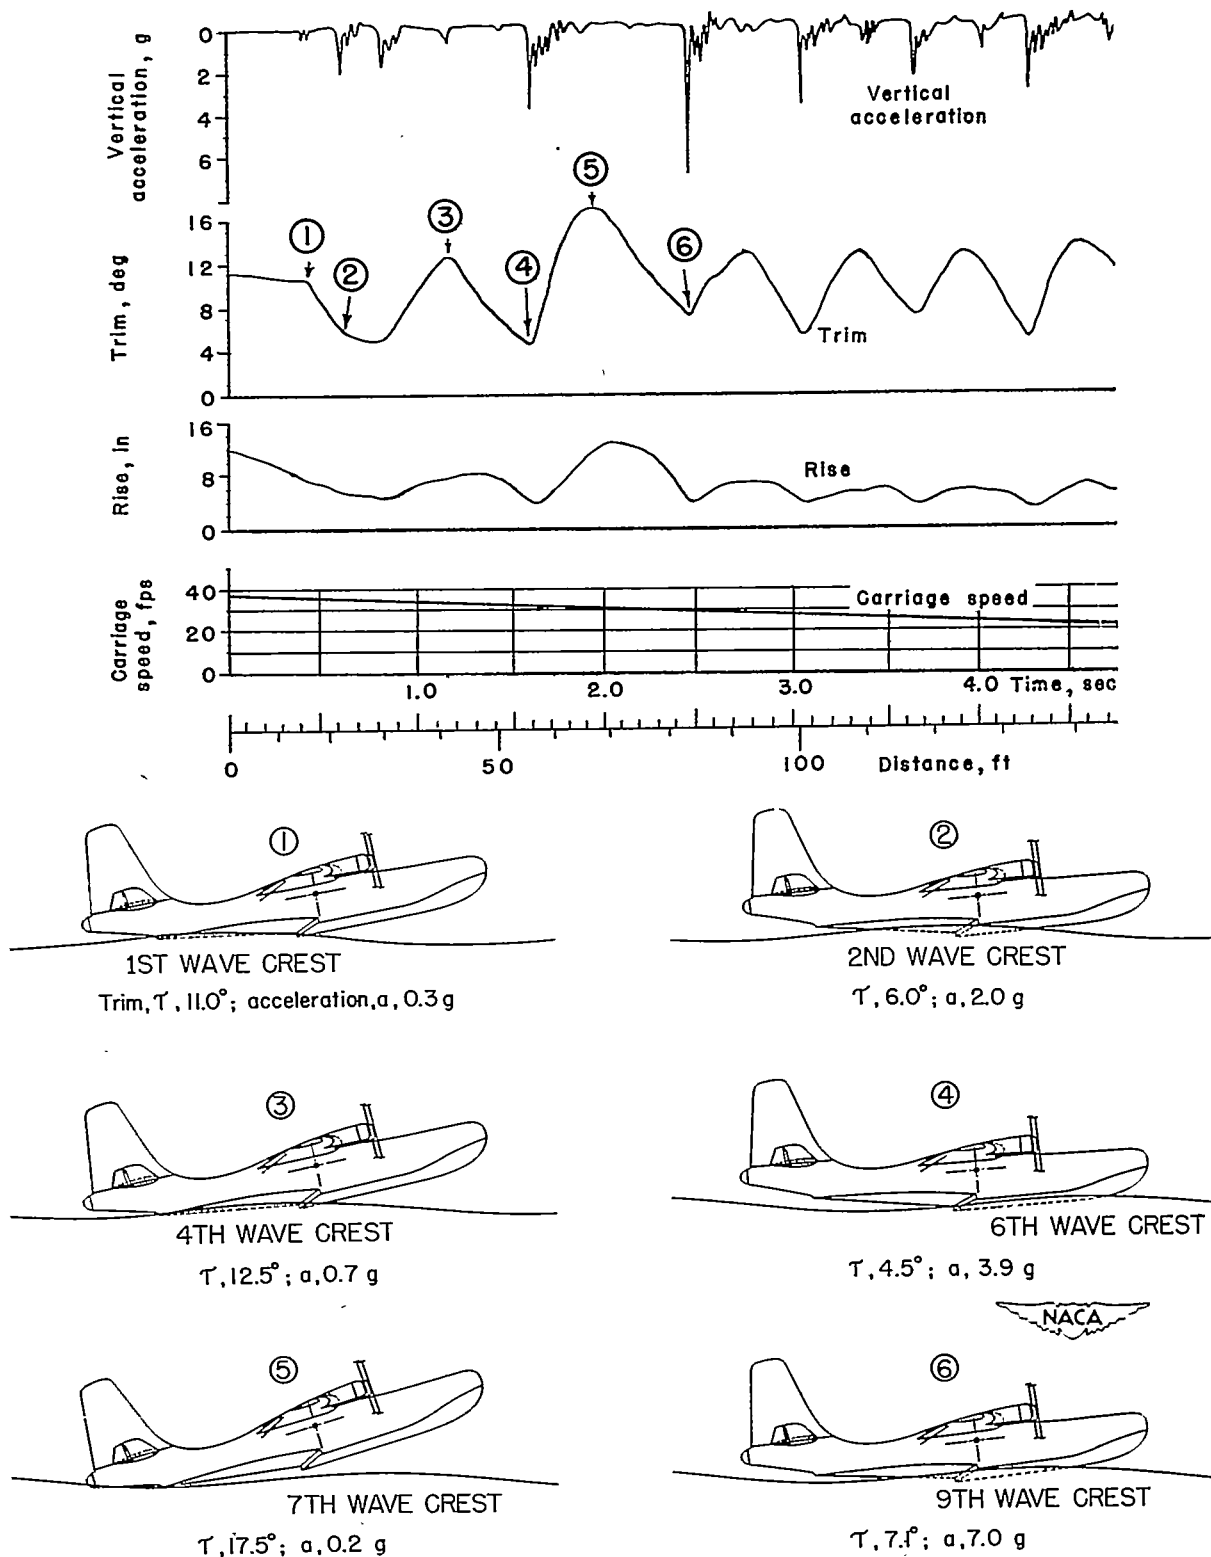 0
2
4
6
Vertical
acceleration, g
Vertical
acceleration
①
②
③
④
⑤
⑥
16
12
8
4
0
Trim, deg
Trim
16
8
0
Rise, in
Rise
40
20
0
Carriage
speed, fps
Carriage speed
1.0
2.0
3.0
4.0
Time, sec
0
50
100
Distance, ft
①
1ST WAVE CREST
Trim, τ, 11.0°; acceleration, a, 0.3 g
②
2ND WAVE CREST
τ, 6.0°; a, 2.0 g
③
4TH WAVE CREST
τ, 12.5°; a, 0.7 g
④
6TH WAVE CREST
τ, 4.5°; a, 3.9 g
NACA
⑤
7TH WAVE CREST
τ, 17.5°; a, 0.2 g
⑥
9TH WAVE CREST
τ, 7.1°; a, 7.0 g